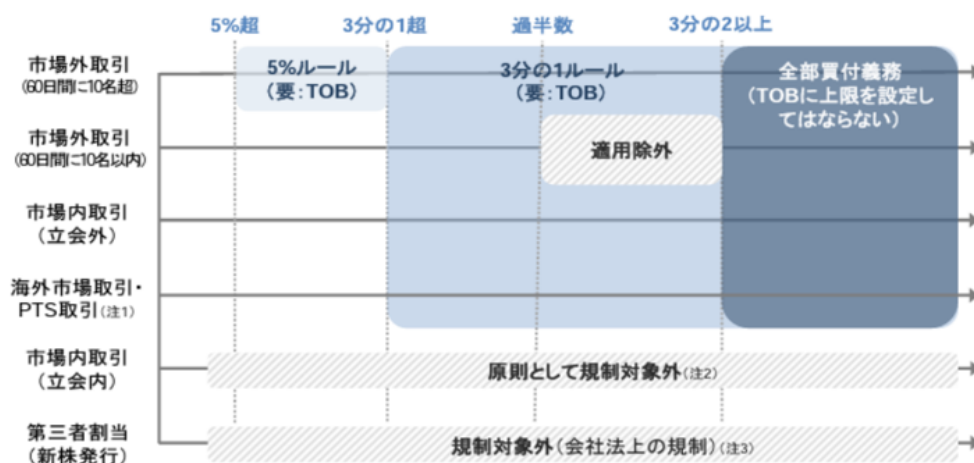 5%超 3分の1超 過半数 3分の2以上
市場外取引
(60日間に10名超)
5%ルール
(要:TOB)
3分の1ルール
(要:TOB)
全部買付義務
(TOBに上限を設定し
てはならない)
市場外取引
(60日間に10名以内)
適用除外
市場内取引
(立会外)
海外市場取引・
PTS取引(注1)
市場内取引
(立会内)
原則として規制対象外(注2)
第三者割当
(新株発行)
規制対象外(会社法上の規制)(注3)